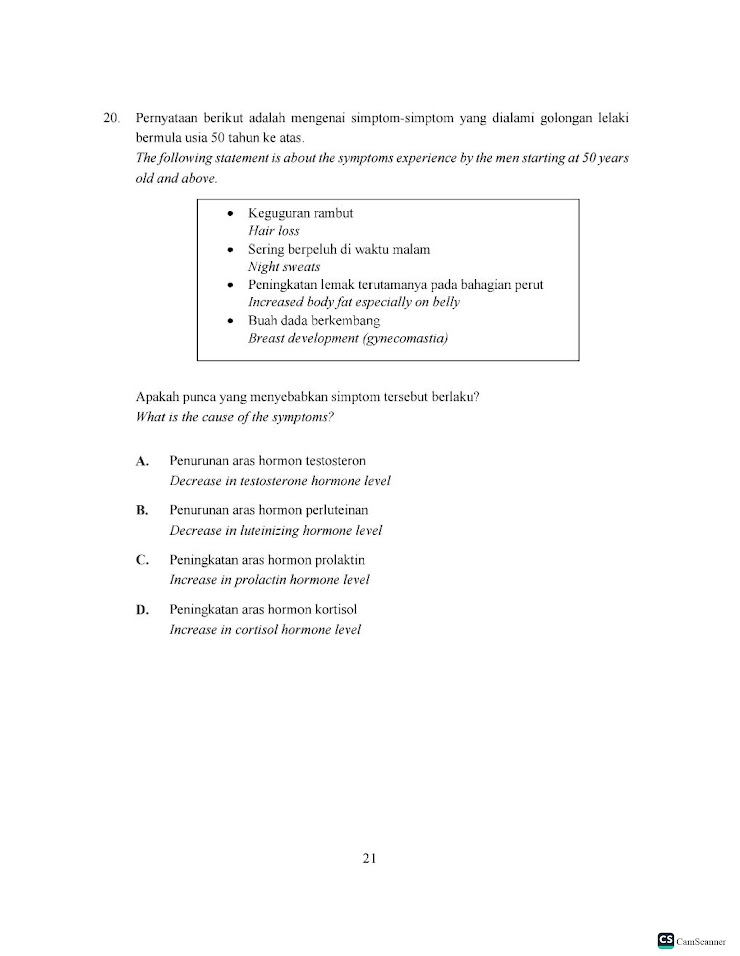 20. Pernyataan berikut adalah mengenai simptom-simptom yang dialami golongan lelaki
bermula usia 50 tahun ke atas.
The following statement is about the symptoms experience by the men starting at 50 years
old and above.
• Keguguran rambut
Hair loss
• Sering berpeluh di waktu malam
Night sweats
• Peningkatan lemak terutamanya pada bahagian perut
Increased body fat especially on belly
• Buah dada berkembang
Breast development (gynecomastia)
Apakah punca yang menyebabkan simptom tersebut berlaku?
What is the cause of the symptoms?
A. Penurunan aras hormon testosteron
Decrease in testosterone hormone level
B. Penurunan aras hormon perluteinan
Decrease in luteinizing hormone level
C. Peningkatan aras hormon prolaktin
Increase in prolactin hormone level
D. Peningkatan aras hormon kortisol
Increase in cortisol hormone level
21
CS CamScanner